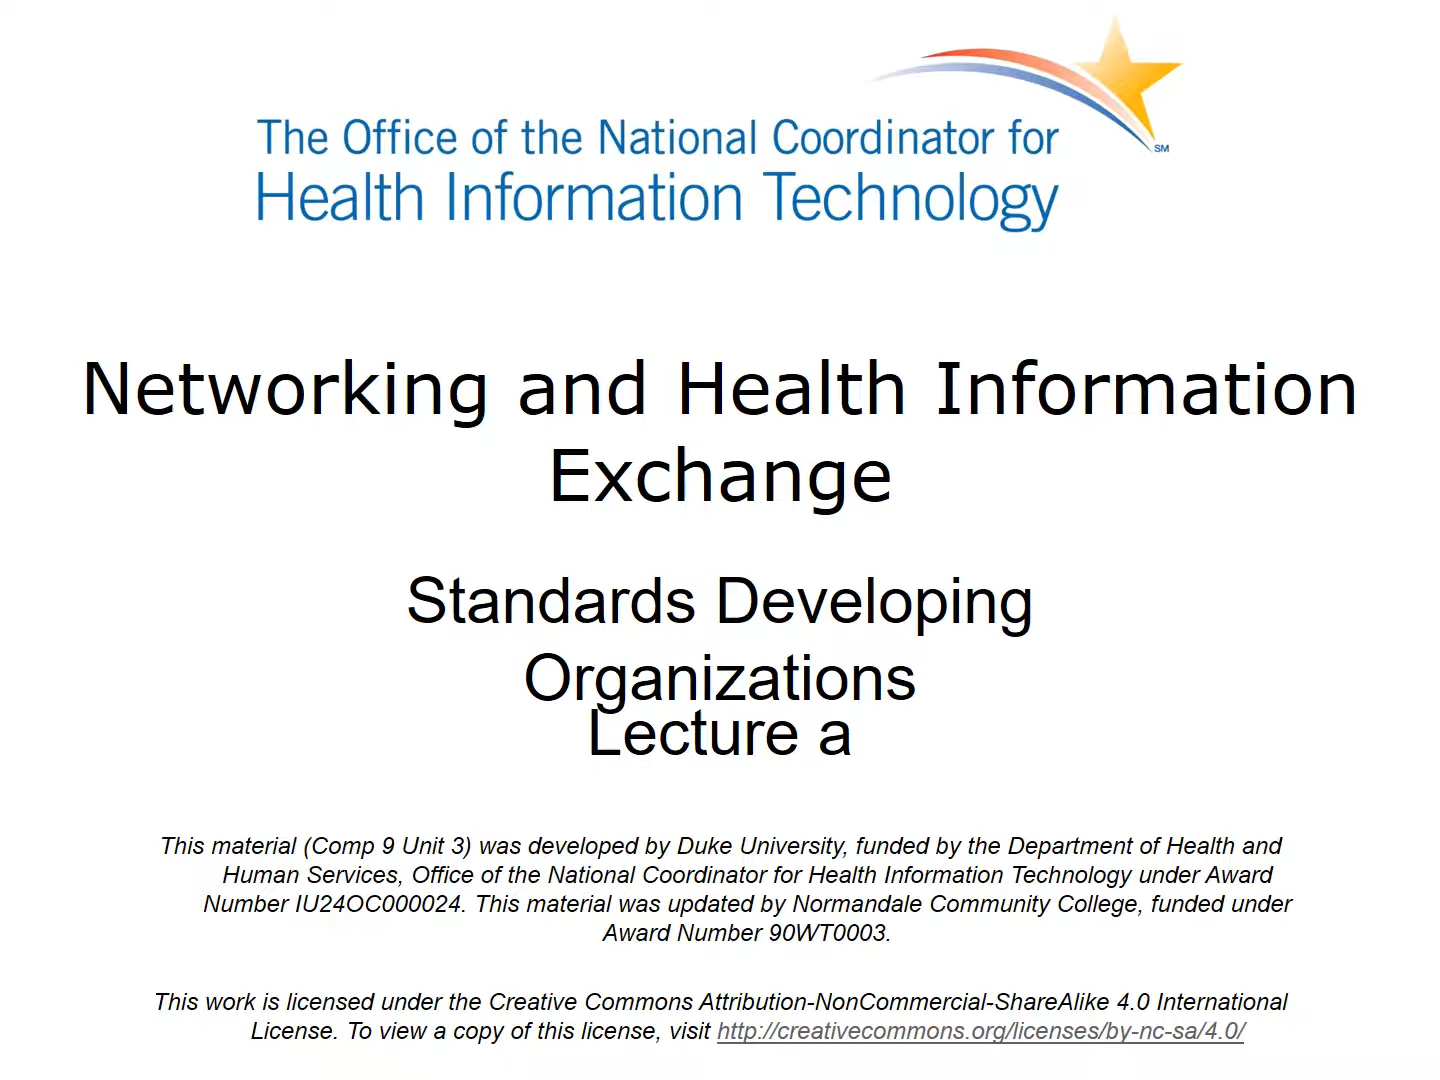 The Office of the National Coordinator for
Health Information Technology
SM
Networking and Health Information
Exchange
Standards Developing
Organizations
Lecture a
This material (Comp 9 Unit 3) was developed by Duke University, funded by the Department of Health and
Human Services, Office of the National Coordinator for Health Information Technology under Award
Number IU24OC000024. This material was updated by Normandale Community College, funded under
Award Number 90WT0003.
This work is licensed under the Creative Commons Attribution-NonCommercial-ShareAlike 4.0 International
License. To view a copy of this license, visit http://creativecommons.org/licenses/by-nc-sa/4.0/